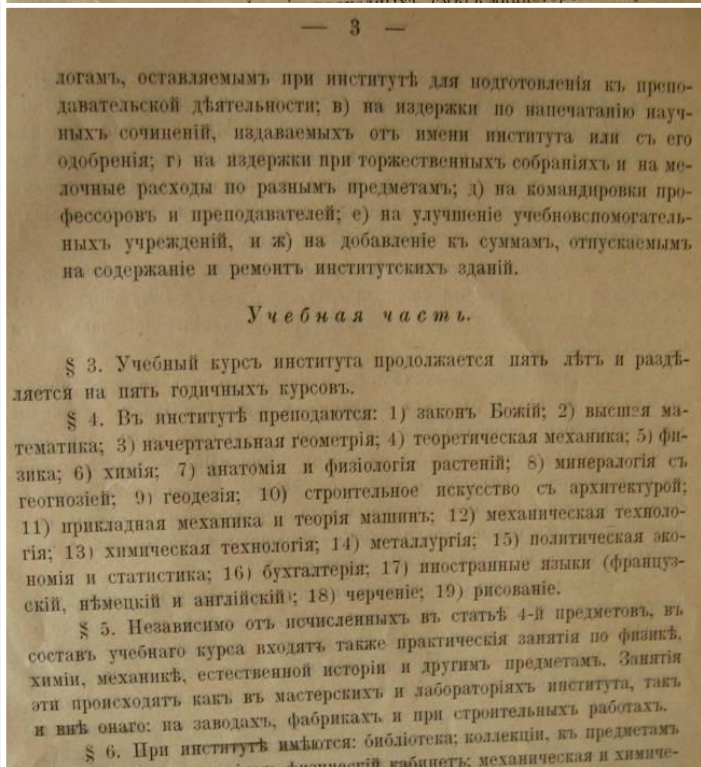 — 3 —
логамъ, оставляемымъ при институтѣ для подготовленія къ препо-
давательской дѣятельности; в) на издержки по напечатанію науч-
ныхъ сочиненій, издаваемыхъ отъ имени института или съ его
одобренія; г) на издержки при торжественныхъ собраніяхъ и на ме-
лочные расходы по разнымъ предметамъ; д) на командировки про-
фессоровъ и преподавателей; е) на улучшеніе учебновспомогатель-
ныхъ учрежденій, и ж) на добавленіе къ суммамъ, отпускаемымъ
на содержаніе и ремонтъ институтскихъ зданій.
Учебная часть.
§ 3. Учебный курсъ института продолжается пять лѣтъ и раздѣ-
ляется на пять годичныхъ курсовъ.
§ 4. Въ институтѣ преподаются: 1) законъ Божій; 2) высшая ма-
тематика; 3) начертательная геометрія; 4) теоретическая механика; 5) фи-
зика; 6) химія; 7) анатомія и физіологія растеній; 8) минералогія съ
геогнозіей; 9) геодезія; 10) строительное искусство съ архитектурой;
11) прикладная механика и теорія машинъ; 12) механическая техноло-
гія; 13) химическая технологія; 14) металлургія; 15) политическая эко-
номія и статистика; 16) бухгалтерія; 17) иностранные языки (француз-
скій, нѣмецкій и англійскій); 18) черченіе; 19) рисованіе.
§ 5. Независимо отъ исчисленныхъ въ статьѣ 4-й предметовъ, въ
составъ учебнаго курса входятъ также практическія занятія по физикѣ,
химіи, механикѣ, естественной исторіи и другимъ предметамъ. Занятія
эти происходятъ какъ въ мастерскихъ и лабораторіяхъ института, такъ
и внѣ онаго: на заводахъ, фабрикахъ и при строительныхъ работахъ.
§ 6. При институтѣ имѣются: библіотека; коллекціи, къ предметамъ
физическій кабинетъ; механическая и химиче-